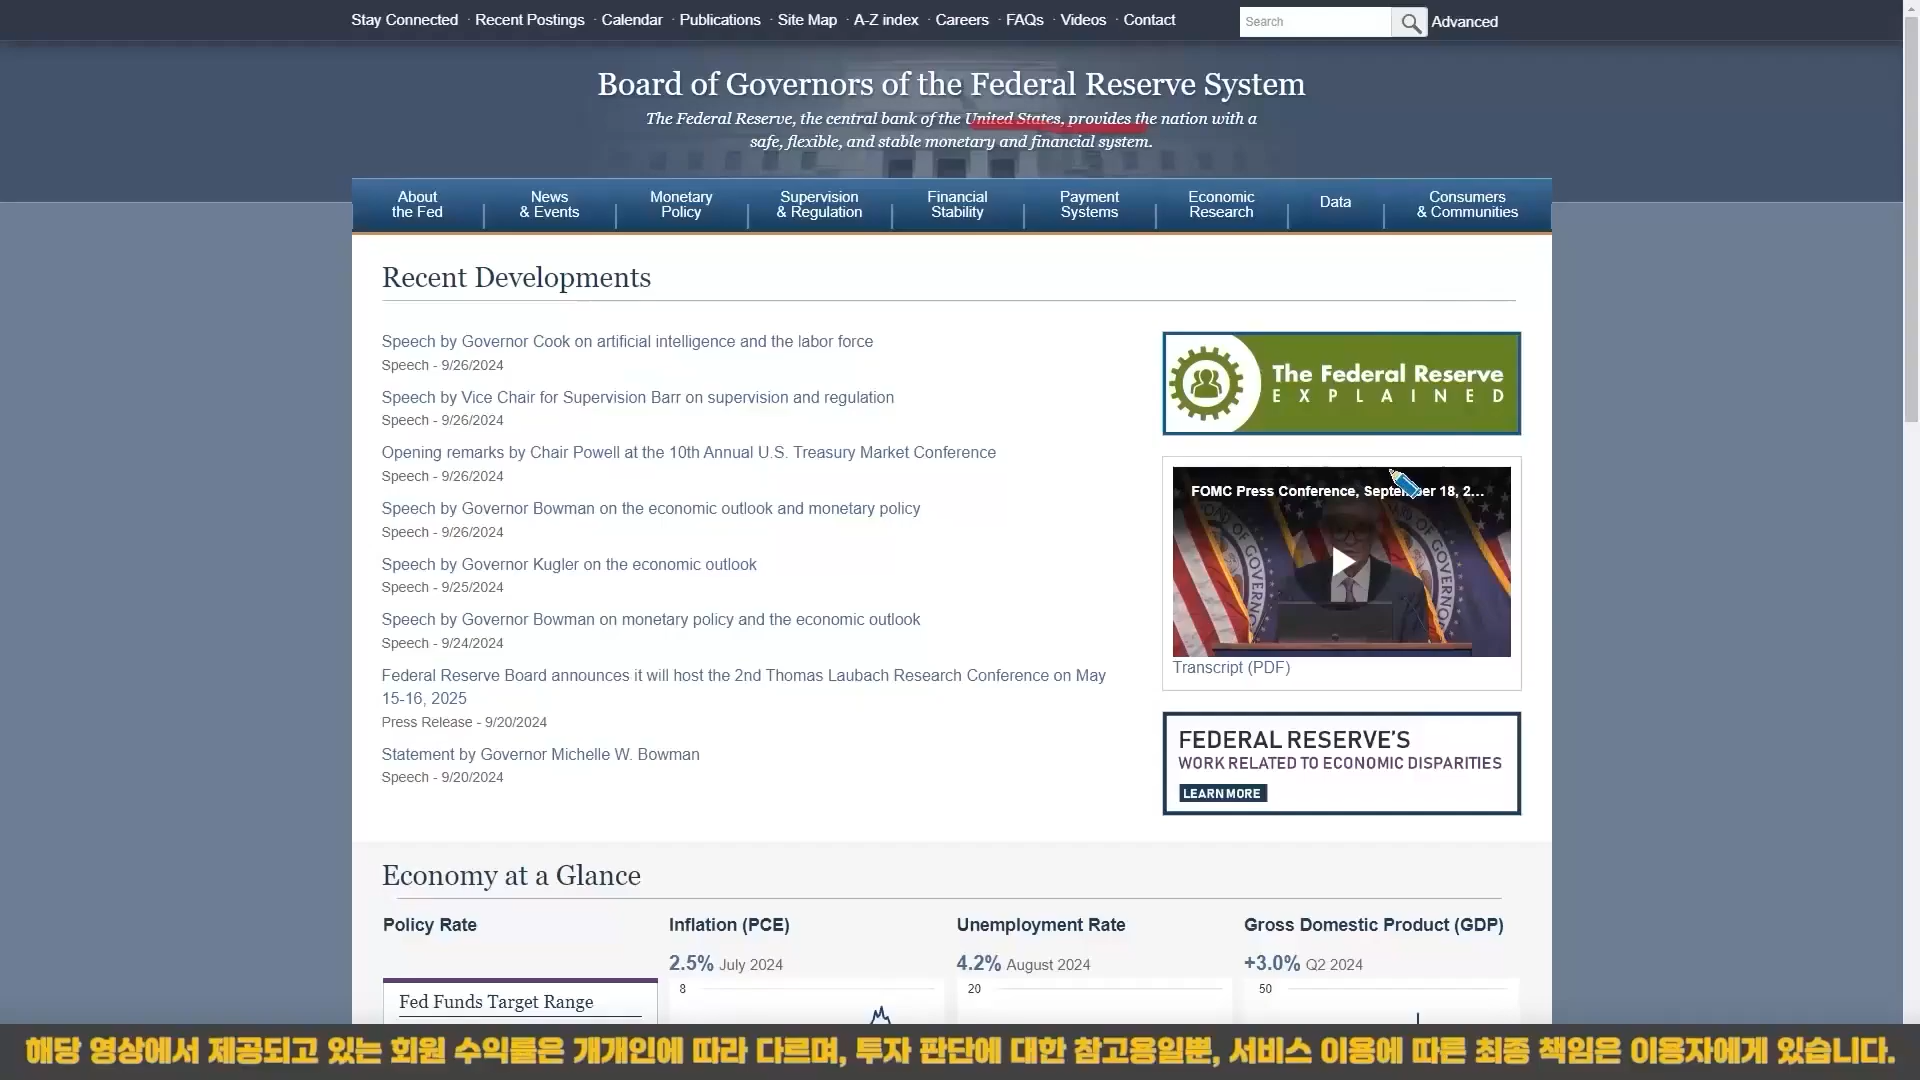 Stay Connected · Recent Postings · Calendar · Publications · Site Map · A-Z index · Careers · FAQs · Videos · Contact
Search
Advanced
Board of Governors of the Federal Reserve System
The Federal Reserve, the central bank of the United States, provides the nation with a
safe, flexible, and stable monetary and financial system.
About
the Fed
News
& Events
Monetary
Policy
Supervision
& Regulation
Financial
Stability
Payment
Systems
Economic
Research
Data
Consumers
& Communities
Recent Developments
Speech by Governor Cook on artificial intelligence and the labor force
Speech - 9/26/2024
Speech by Vice Chair for Supervision Barr on supervision and regulation
Speech - 9/26/2024
Opening remarks by Chair Powell at the 10th Annual U.S. Treasury Market Conference
Speech - 9/26/2024
Speech by Governor Bowman on the economic outlook and monetary policy
Speech - 9/26/2024
Speech by Governor Kugler on the economic outlook
Speech - 9/25/2024
Speech by Governor Bowman on monetary policy and the economic outlook
Speech - 9/24/2024
Federal Reserve Board announces it will host the 2nd Thomas Laubach Research Conference on May
15-16, 2025
Press Release - 9/20/2024
Statement by Governor Michelle W. Bowman
Speech - 9/20/2024
The Federal Reserve
EXPLAINED
FOMC Press Conference, September 18, 2...
Transcript (PDF)
FEDERAL RESERVE'S
WORK RELATED TO ECONOMIC DISPARITIES
LEARN MORE
Economy at a Glance
Policy Rate
Fed Funds Target Range
Inflation (PCE)
2.5% July 2024
8
Unemployment Rate
4.2% August 2024
20
Gross Domestic Product (GDP)
+3.0% Q2 2024
50
해당 영상에서 제공되고 있는 회원 수익률은 개개인에 따라 다르며, 투자 판단에 대한 참고용일뿐, 서비스 이용에 따른 최종 책임은 이용자에게 있습니다.